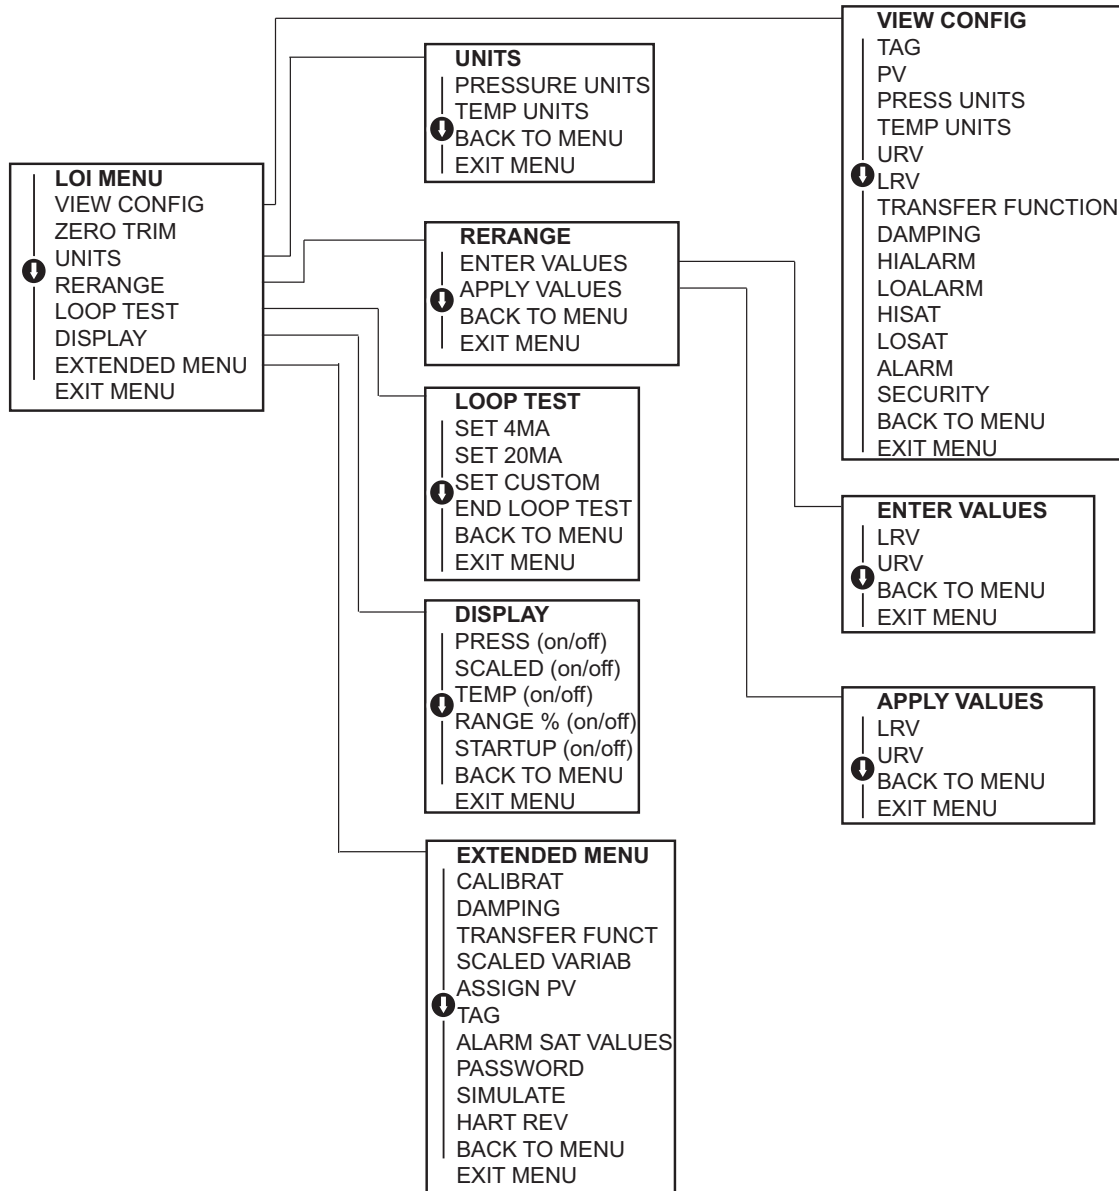 LOI MENU
VIEW CONFIG
ZERO TRIM
UNITS
RERANGE
LOOP TEST
DISPLAY
EXTENDED MENU
EXIT MENU
UNITS
PRESSURE UNITS
TEMP UNITS
BACK TO MENU
EXIT MENU
RERANGE
ENTER VALUES
APPLY VALUES
BACK TO MENU
EXIT MENU
LOOP TEST
SET 4MA
SET 20MA
SET CUSTOM
END LOOP TEST
BACK TO MENU
EXIT MENU
DISPLAY
PRESS (on/off)
SCALED (on/off)
TEMP (on/off)
RANGE % (on/off)
STARTUP (on/off)
BACK TO MENU
EXIT MENU
EXTENDED MENU
CALIBRAT
DAMPING
TRANSFER FUNCT
SCALED VARIAB
ASSIGN PV
TAG
ALARM SAT VALUES
PASSWORD
SIMULATE
HART REV
BACK TO MENU
EXIT MENU
VIEW CONFIG
TAG
PV
PRESS UNITS
TEMP UNITS
URV
LRV
TRANSFER FUNCTION
DAMPING
HIALARM
LOALARM
HISAT
LOSAT
ALARM
SECURITY
BACK TO MENU
EXIT MENU
ENTER VALUES
LRV
URV
BACK TO MENU
EXIT MENU
APPLY VALUES
LRV
URV
BACK TO MENU
EXIT MENU